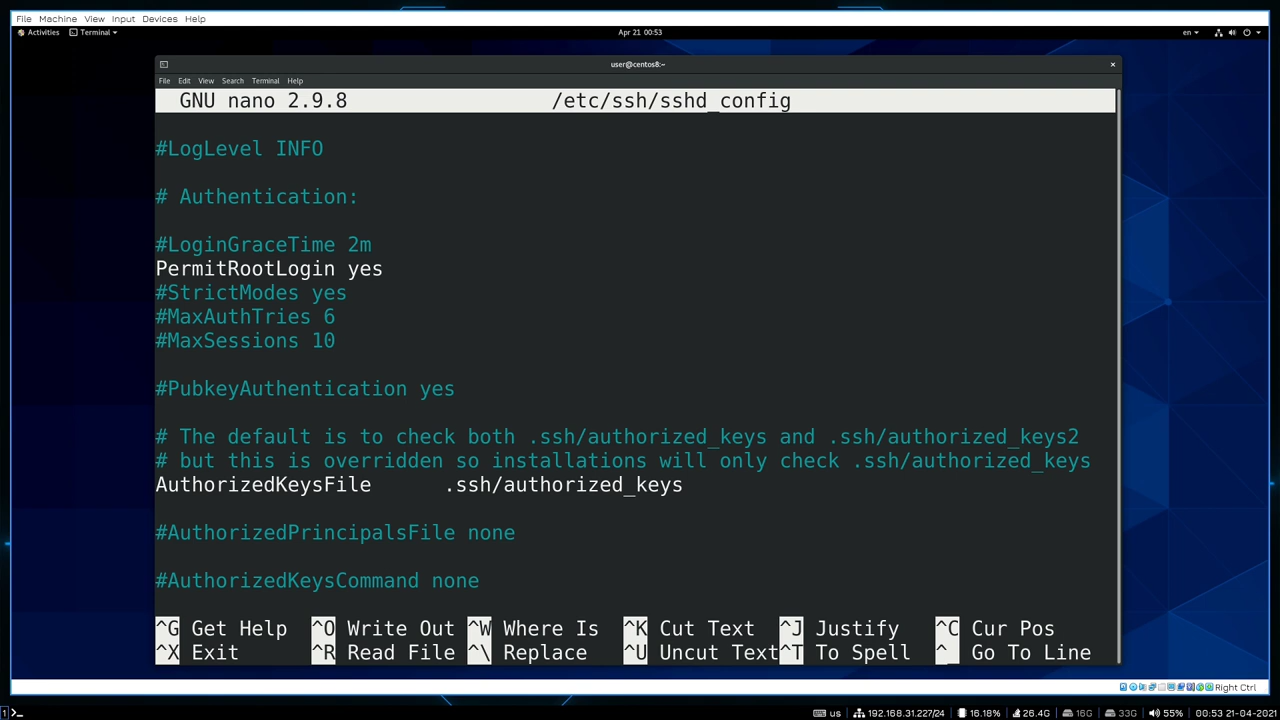 File Machine View Input Devices Help
Activities Terminal Apr 21 00:53 en
user@centos8:~
File Edit View Search Terminal Help
GNU nano 2.9.8 /etc/ssh/sshd_config
#LogLevel INFO
# Authentication:
#LoginGraceTime 2m
PermitRootLogin yes
#StrictModes yes
#MaxAuthTries 6
#MaxSessions 10
#PubkeyAuthentication yes
# The default is to check both .ssh/authorized_keys and .ssh/authorized_keys2
# but this is overridden so installations will only check .ssh/authorized_keys
AuthorizedKeysFile .ssh/authorized_keys
#AuthorizedPrincipalsFile none
#AuthorizedKeysCommand none
^G Get Help ^O Write Out ^W Where Is ^K Cut Text ^J Justify ^C Cur Pos
^X Exit ^R Read File ^\ Replace ^U Uncut Text ^T To Spell ^_ Go To Line
Right Ctrl
1 >_ us 192.168.31.227/24 16.18% 26.4G 16G 33G 55% 00:53 21-04-2021